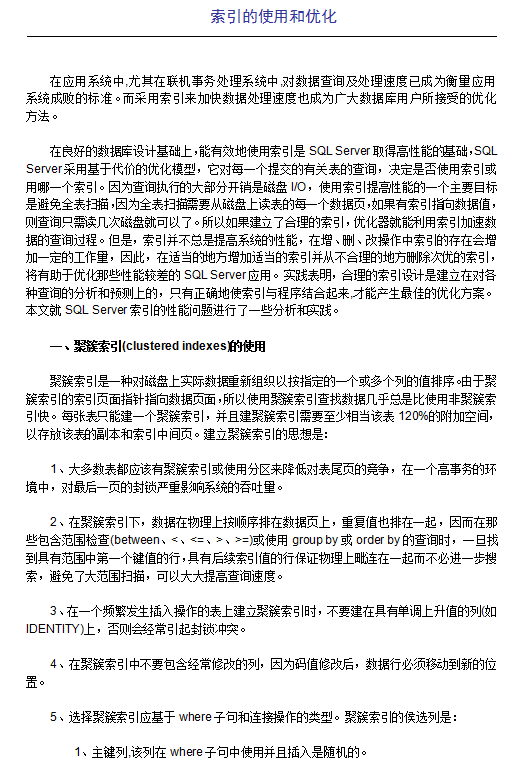 索引的使用和优化
在应用系统中,尤其在联机事务处理系统中,对数据查询及处理速度已成为衡量应用
系统成败的标准。而采用索引来加快数据处理速度也成为广大数据库用户所接受的优化
方法。
在良好的数据库设计基础上,能有效地使用索引是 SQL Server 取得高性能的基础,SQL
Server 采用基于代价的优化模型，它对每一个提交的有关表的查询，决定是否使用索引或
用哪一个索引。因为查询执行的大部分开销是磁盘 I/O，使用索引提高性能的一个主要目标
是避免全表扫描,因为全表扫描需要从磁盘上读表的每一个数据页,如果有索引指向数据值,
则查询只需读几次磁盘就可以了。所以如果建立了合理的索引，优化器就能利用索引加速数
据的查询过程。但是，索引并不总是提高系统的性能，在增、删、改操作中索引的存在会增
加一定的工作量，因此，在适当的地方增加适当的索引并从不合理的地方删除次优的索引，
将有助于优化那些性能较差的 SQL Server 应用。实践表明，合理的索引设计是建立在对各
种查询的分析和预测上的，只有正确地使索引与程序结合起来,才能产生最佳的优化方案。
本文就 SQL Server 索引的性能问题进行了一些分析和实践。
一、聚簇索引(clustered indexes)的使用
聚簇索引是一种对磁盘上实际数据重新组织以按指定的一个或多个列的值排序。由于聚
簇索引的索引页面指针指向数据页面,所以使用聚簇索引查找数据几乎总是比使用非聚簇索
引快。每张表只能建一个聚簇索引，并且建聚簇索引需要至少相当该表 120%的附加空间，
以存放该表的副本和索引中间页。建立聚簇索引的思想是：
1、大多数表都应该有聚簇索引或使用分区来降低对表尾页的竞争，在一个高事务的环
境中，对最后一页的封锁严重影响系统的吞吐量。
2、在聚簇索引下，数据在物理上按顺序排在数据页上，重复值也排在一起，因而在那
些包含范围检查(between、<、<=、>、>=)或使用 group by 或 order by 的查询时，一旦找
到具有范围中第一个键值的行,具有后续索引值的行保证物理上毗连在一起而不必进一步搜
索，避免了大范围扫描，可以大大提高查询速度。
3、在一个频繁发生插入操作的表上建立聚簇索引时，不要建在具有单调上升值的列(如
IDENTITY)上，否则会经常引起封锁冲突。
4、在聚簇索引中不要包含经常修改的列，因为码值修改后，数据行必须移动到新的位
置。
5、选择聚簇索引应基于 where 子句和连接操作的类型。聚簇索引的侯选列是：
1、主键列,该列在 where 子句中使用并且插入是随机的。